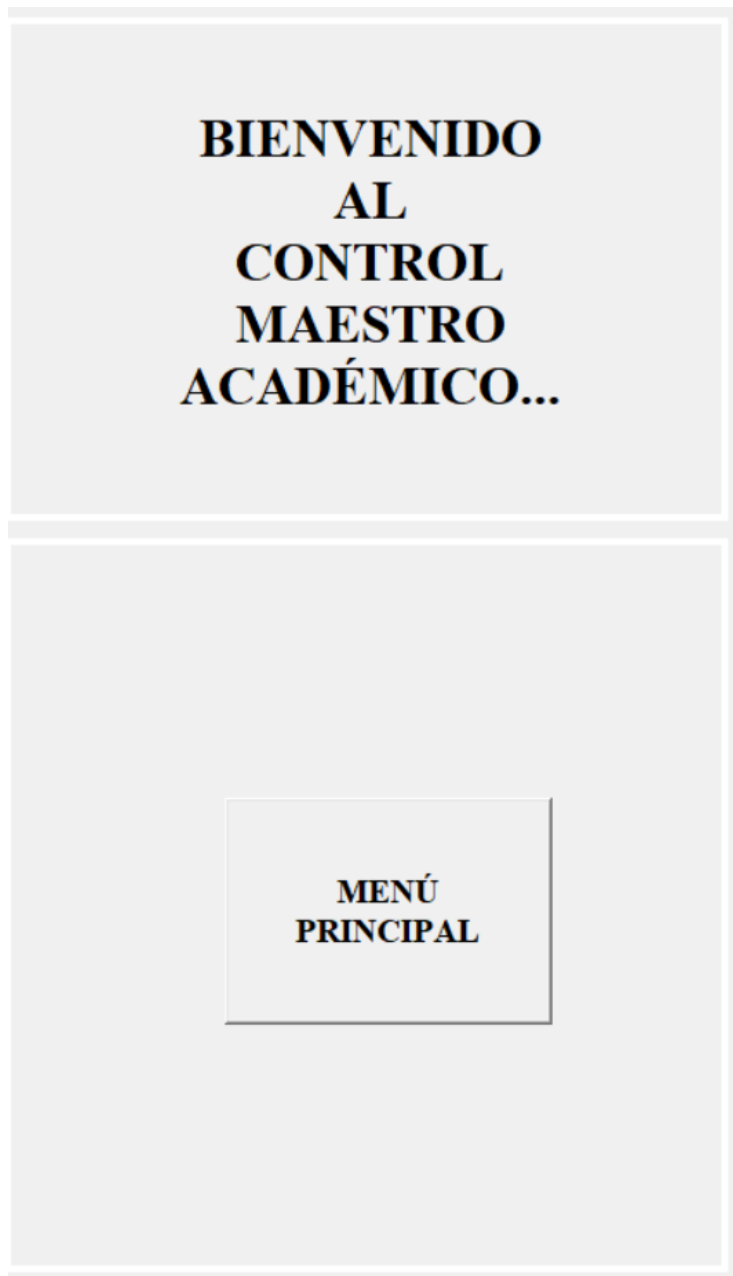 BIENVENIDO
AL
CONTROL
MAESTRO
ACADÉMICO...
MENÚ
PRINCIPAL